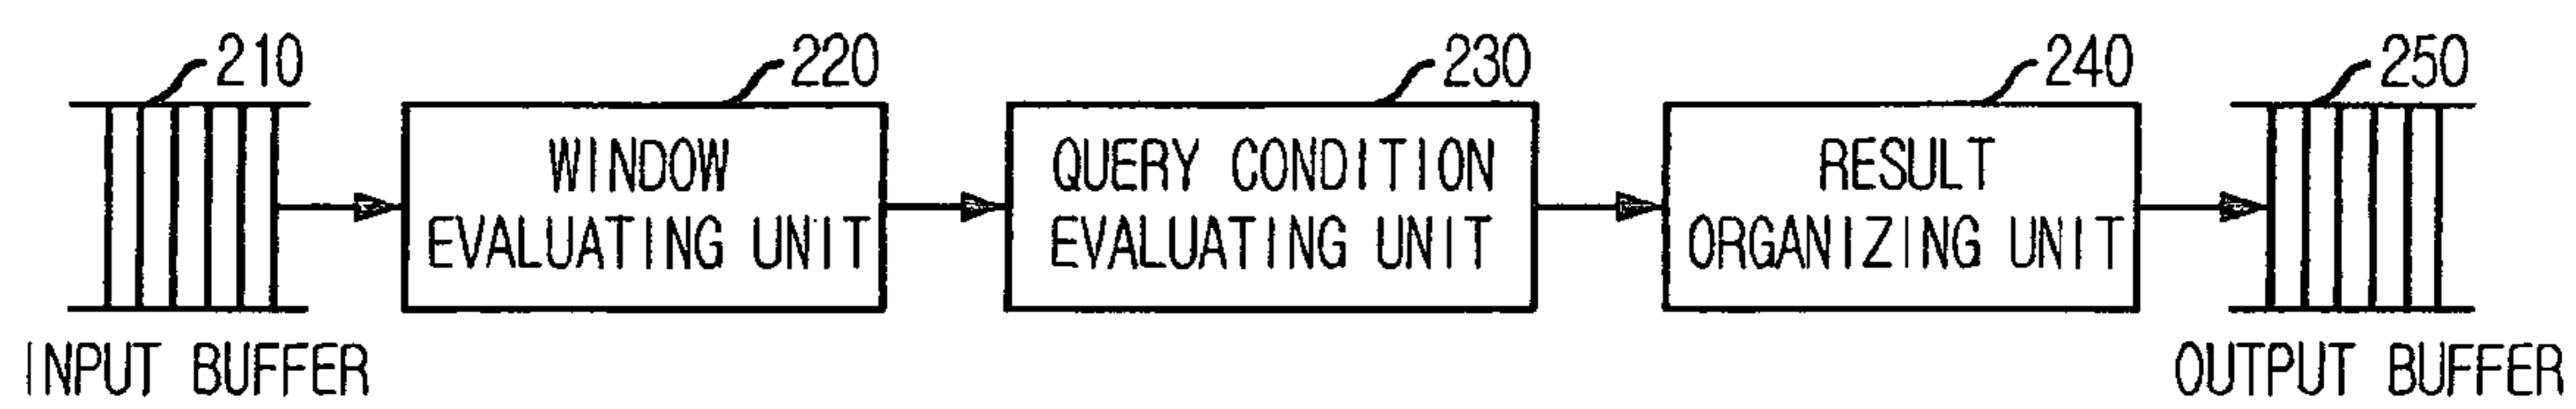 210
220
230
240
250
WINDOW
EVALUATING UNIT
QUERY CONDITION
EVALUATING UNIT
RESULT
ORGANIZING UNIT
INPUT BUFFER
OUTPUT BUFFER